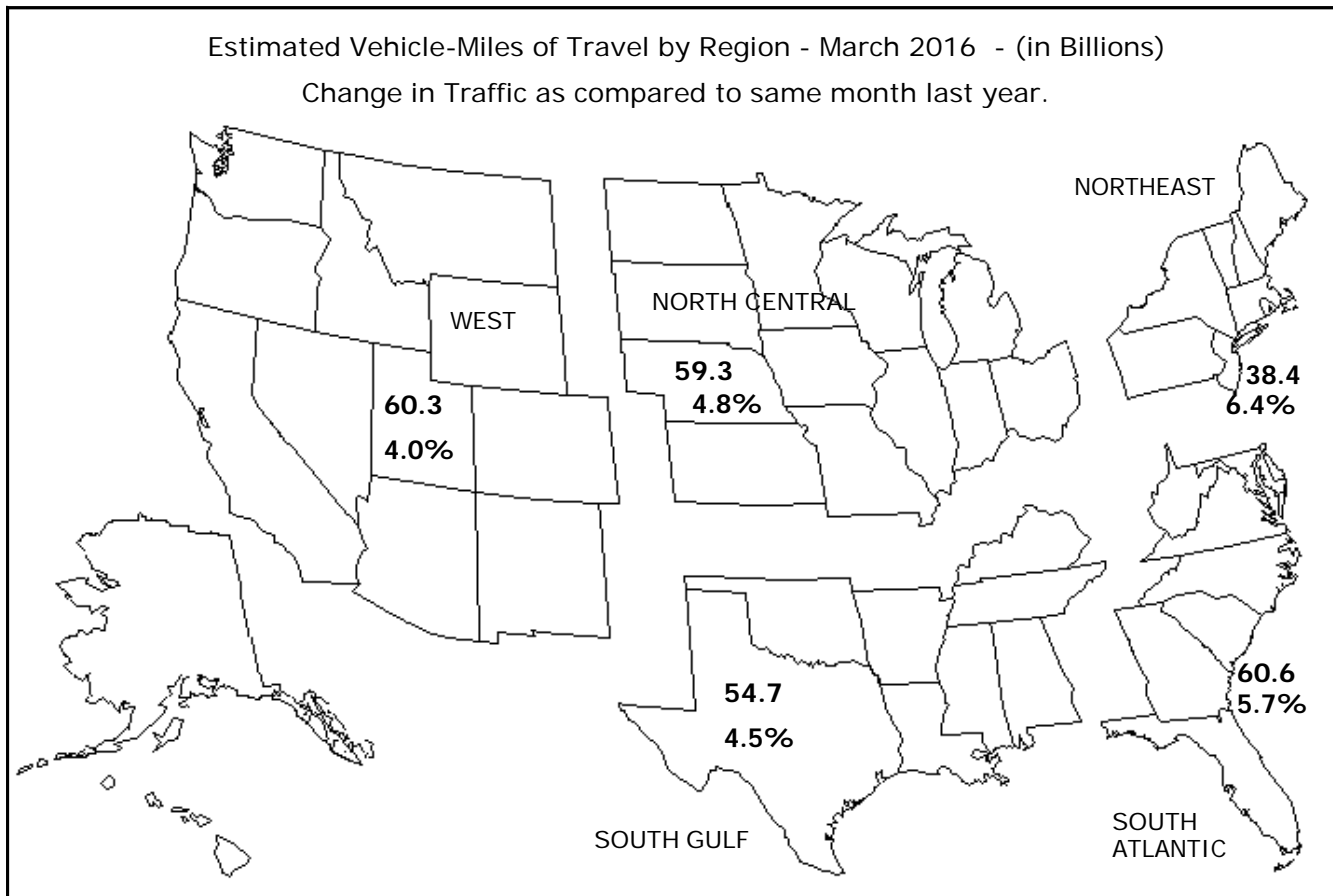 Estimated Vehicle-Miles of Travel by Region - March 2016 - (in Billions)
Change in Traffic as compared to same month last year.
NORTHEAST
WEST
NORTH CENTRAL
60.3
4.0%
59.3
4.8%
38.4
6.4%
54.7
4.5%
60.6
5.7%
SOUTH GULF
SOUTH
ATLANTIC